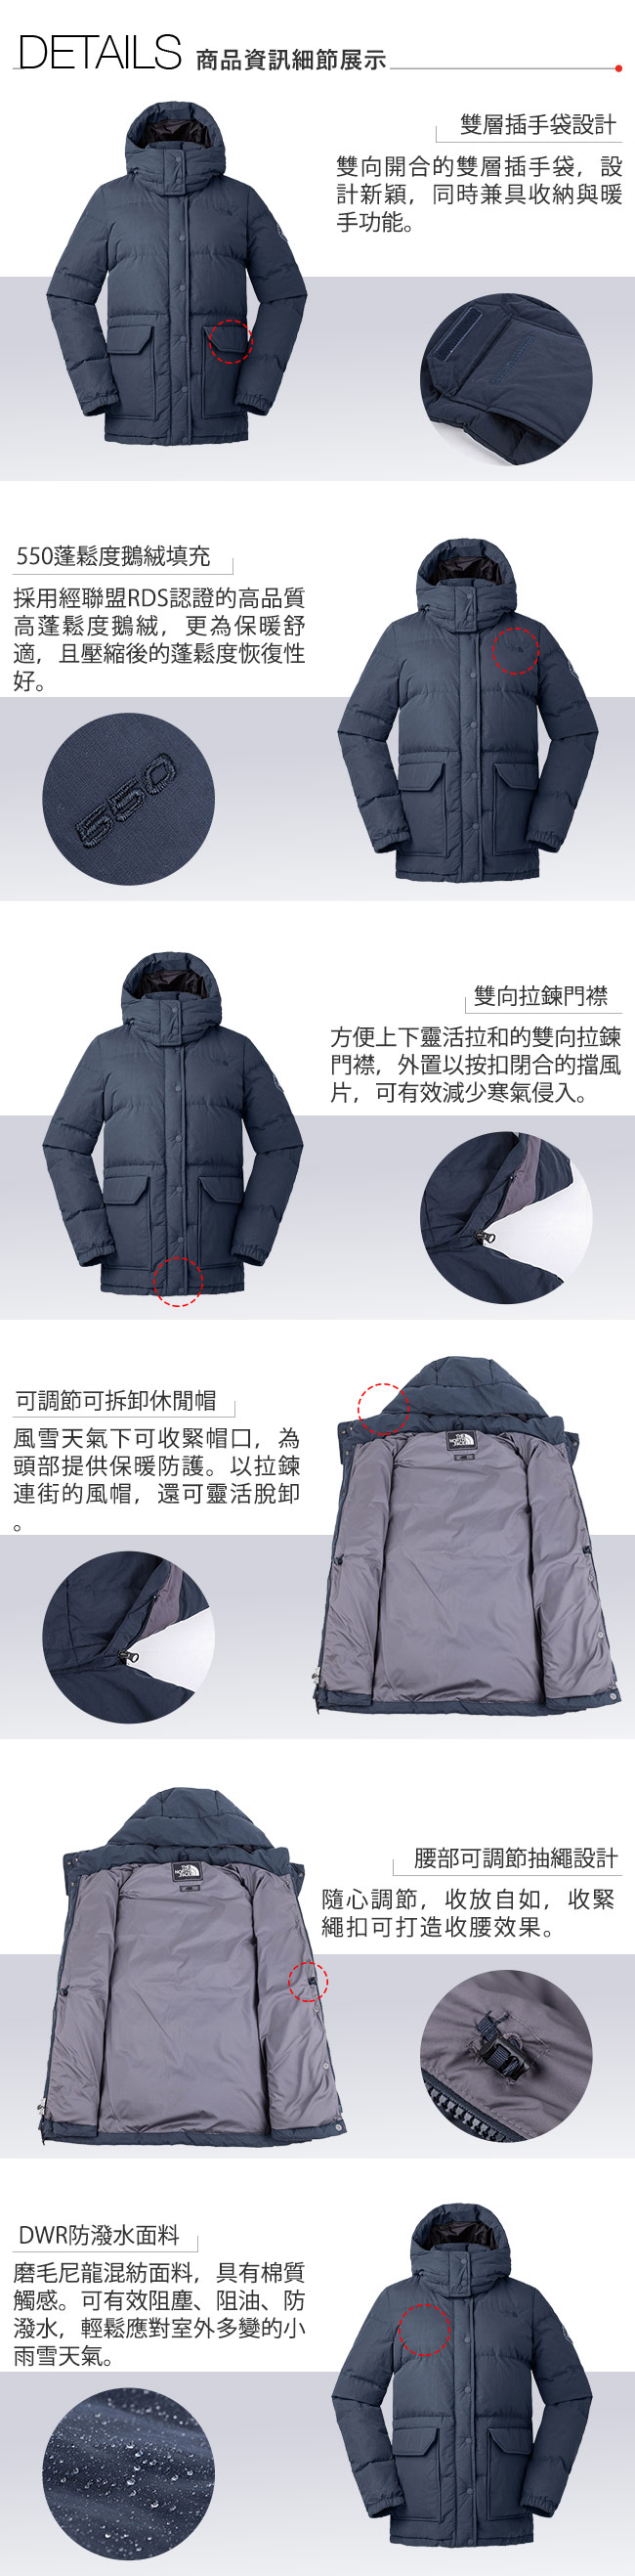 DETAILS 商品資訊細節展示
雙層插手袋設計
雙向開合的雙層插手袋，設
計新穎，同時兼具收納與暖
手功能。
550蓬鬆度鵝絨填充
採用經聯盟RDS認證的高品質
高蓬鬆度鵝絨，更為保暖舒
適，且壓縮後的蓬鬆度恢復性
好。
550
雙向拉鍊門襟
方便上下靈活拉和的雙向拉鍊
門襟，外置以按扣閉合的擋風
片，可有效減少寒氣侵入。
可調節可拆卸休閒帽
風雪天氣下可收緊帽口，為
頭部提供保暖防護。以拉鍊
連街的風帽，還可靈活脫卸
。
THE
NORTH
FACE
THE
NORTH
FACE
腰部可調節抽繩設計
隨心調節，收放自如，收緊
繩扣可打造收腰效果。
DWR防潑水面料
磨毛尼龍混紡面料，具有棉質
觸感。可有效阻塵、阻油、防
潑水，輕鬆應對室外多變的小
雨雪天氣。